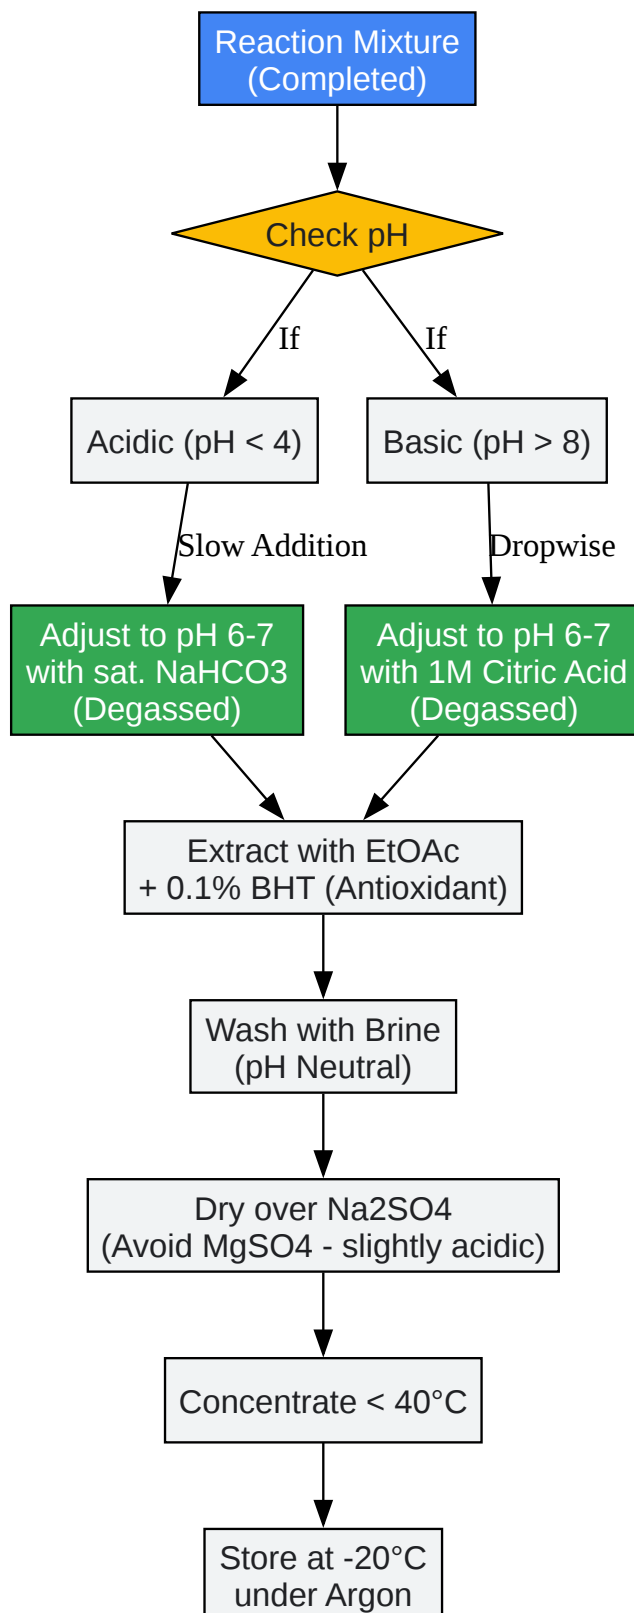 Reaction Mixture
(Completed)
Check pH
If
If
Acidic (pH < 4)
Basic (pH > 8)
Slow Addition
Dropwise
Adjust to pH 6-7
with sat. NaHCO3
(Degassed)
Adjust to pH 6-7
with 1M Citric Acid
(Degassed)
Extract with EtOAc
+ 0.1% BHT (Antioxidant)
Wash with Brine
(pH Neutral)
Dry over Na2SO4
(Avoid MgSO4 - slightly acidic)
Concentrate < 40°C
Store at -20°C
under Argon